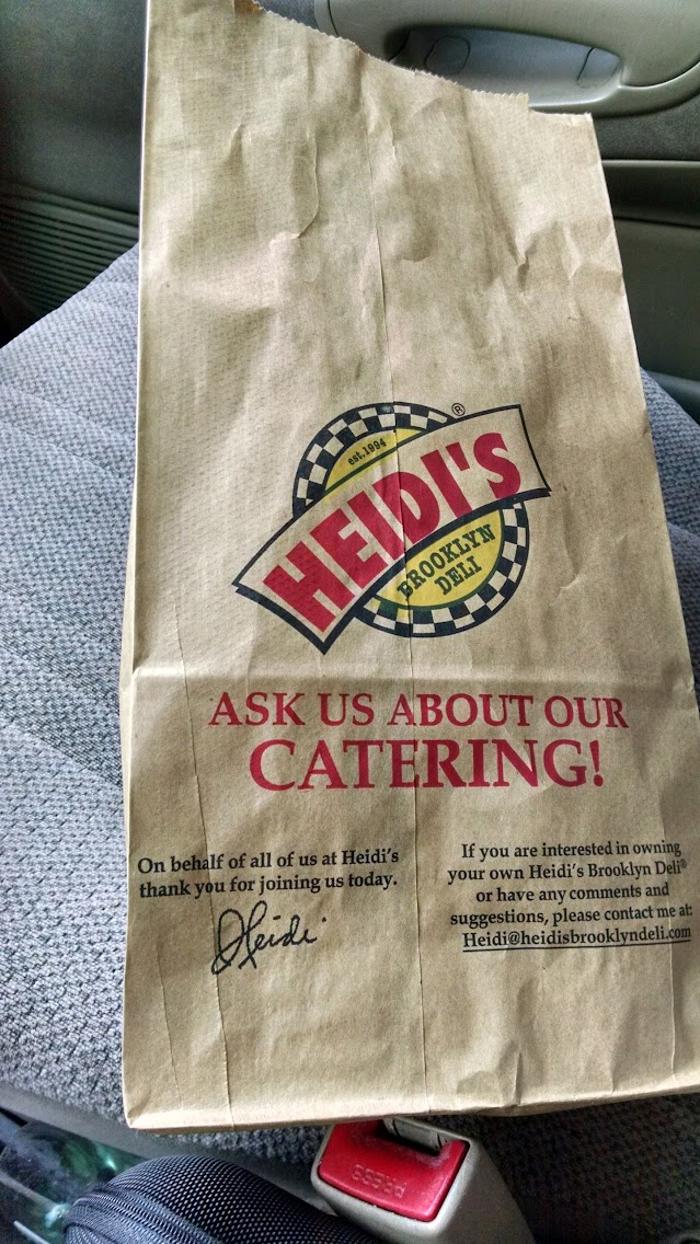 ®
est.1994
HEIDI'S
BROOKLYN
DELI
ASK US ABOUT OUR
CATERING!
On behalf of all of us at Heidi's
thank you for joining us today.
Heidi
If you are interested in owning
your own Heidi's Brooklyn Deli®
or have any comments and
suggestions, please contact me at:
Heidi@heidisbrooklyndeli.com
PRESS